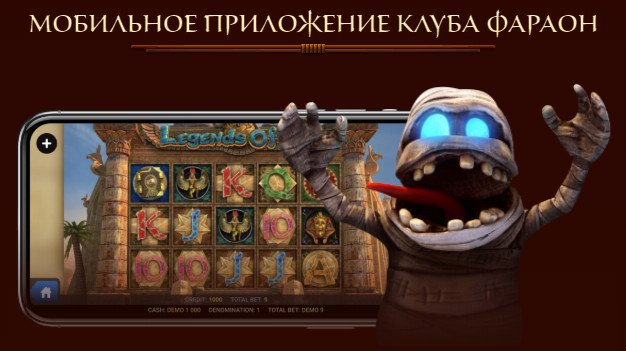 МОБИЛЬНОЕ ПРИЛОЖЕНИЕ КЛУБА ФАРАОН
LEGENDS OF
K K
J Ю
Ю Ю J J A
CREDIT: 1000 TOTAL BET: 9
CASH: DEMO 1 000 DENOMINATION: 1 TOTAL BET: DEMO 9